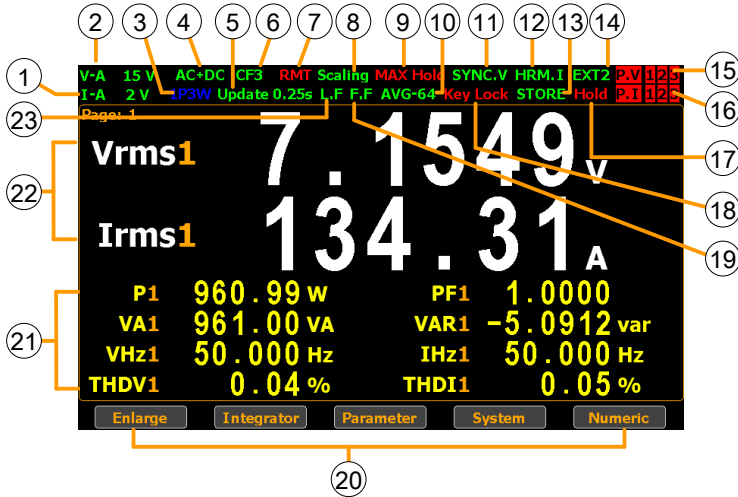 8 9 10 11 12 13 14
2 3 4 5 6 7
V-A 15 V AC+DC CF3 RMT Scaling MAX Hold SYNC.V HRM.I EXT2 P.V 1 2 S 15
1 I-A 2 V 1P3W Update 0.25s L.F F.F AVG-64 Key Lock STORE Hold P.I 1 2 S 16
23 17
Page: 1
Vrms1 7.1549 V
22 18
Irms1 134.31 A
19
P1 960.99 W PF1 1.0000
VA1 961.00 VA VAR1 -5.0912 var
21
VHz1 50.000 Hz IHz1 50.000 Hz
THDV1 0.04 % THDI1 0.05 %
Enlarge Integrator Parameter System Numeric
20